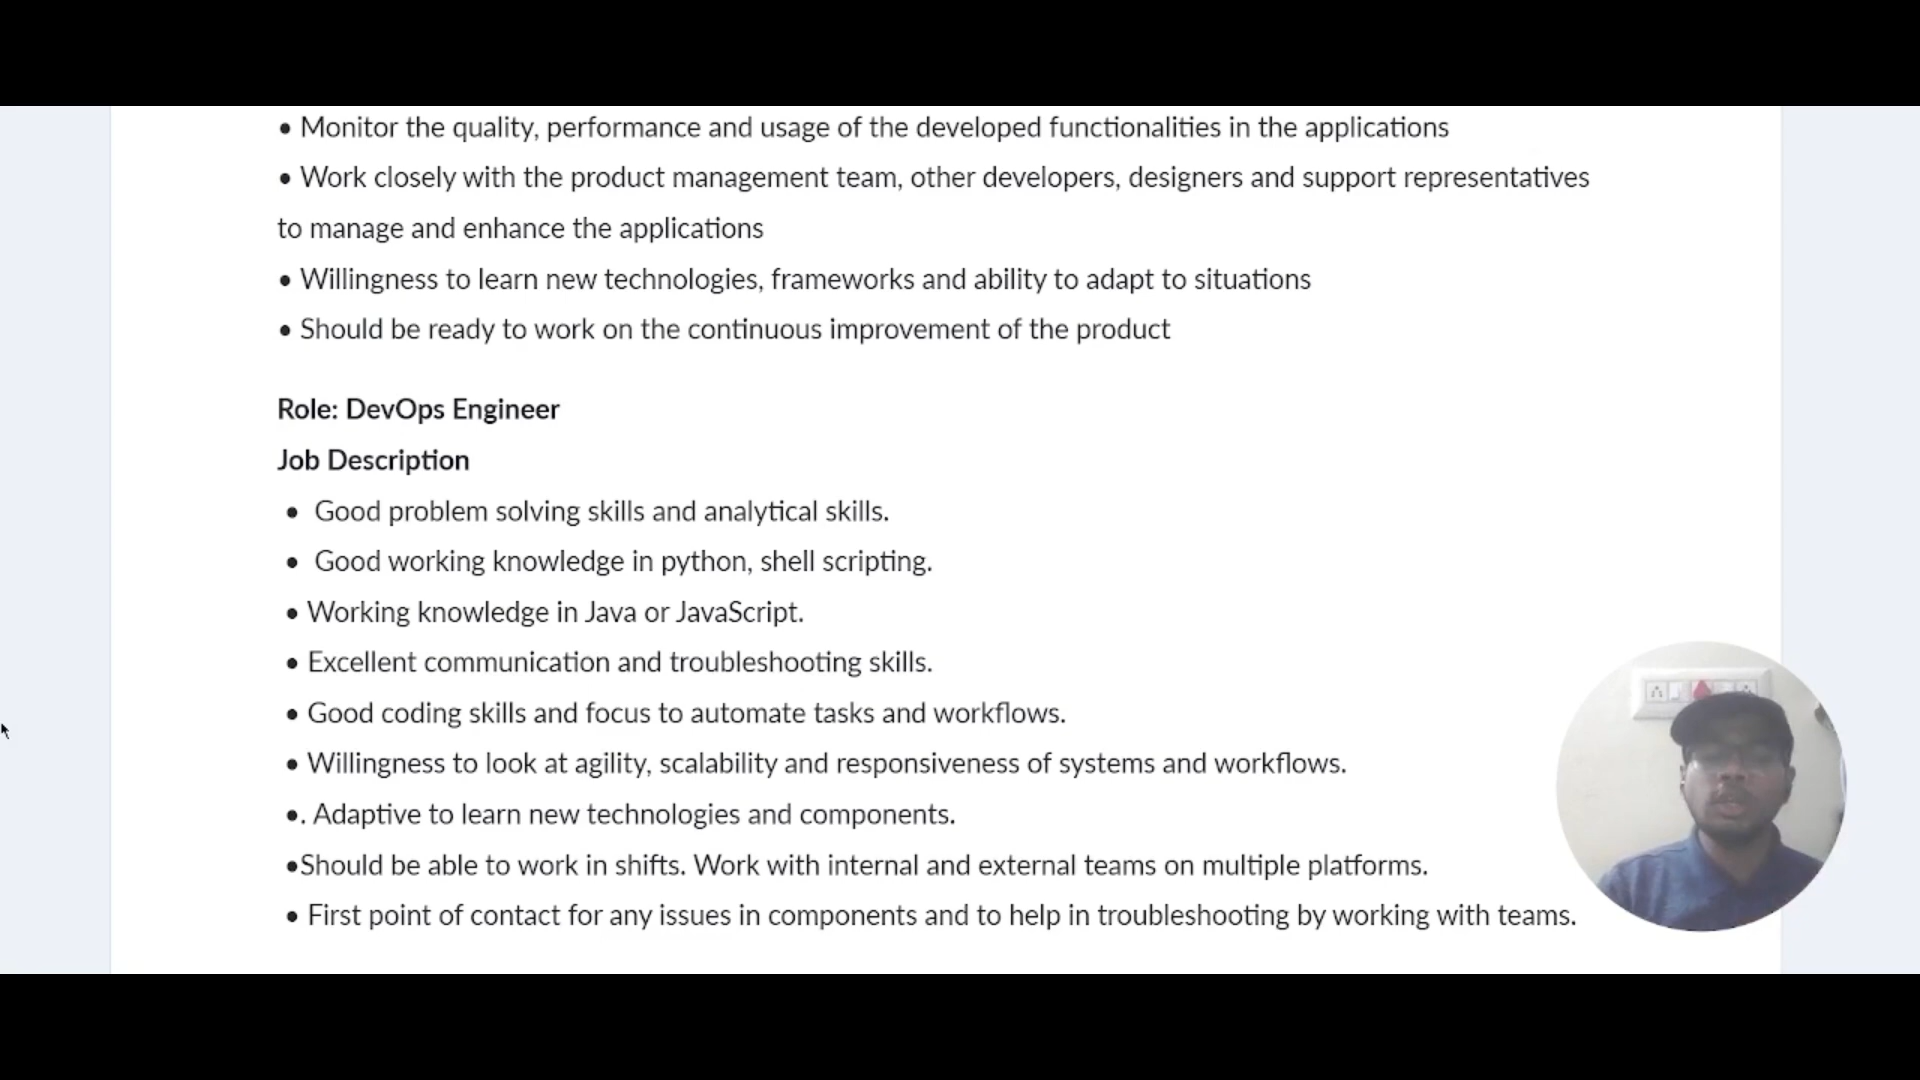 • Monitor the quality, performance and usage of the developed functionalities in the applications
• Work closely with the product management team, other developers, designers and support representatives
to manage and enhance the applications
• Willingness to learn new technologies, frameworks and ability to adapt to situations
• Should be ready to work on the continuous improvement of the product
Role: DevOps Engineer
Job Description
• Good problem solving skills and analytical skills.
• Good working knowledge in python, shell scripting.
• Working knowledge in Java or JavaScript.
• Excellent communication and troubleshooting skills.
• Good coding skills and focus to automate tasks and workflows.
• Willingness to look at agility, scalability and responsiveness of systems and workflows.
•. Adaptive to learn new technologies and components.
•Should be able to work in shifts. Work with internal and external teams on multiple platforms.
• First point of contact for any issues in components and to help in troubleshooting by working with teams.